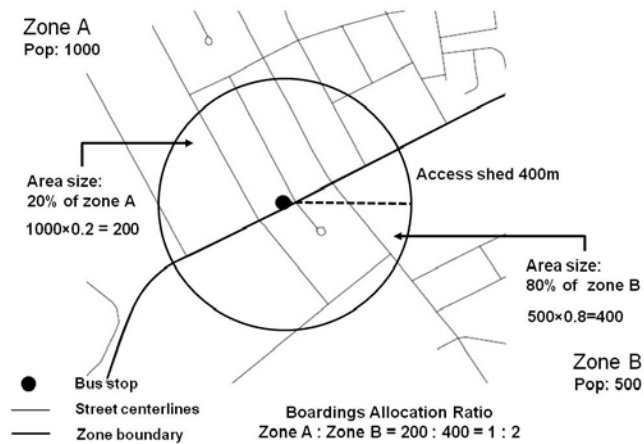 Zone A
Pop: 1000
Area size:
20% of zone A
1000×0.2 = 200
Access shed 400m
Area size:
80% of zone B
500×0.8=400
Zone B
Pop: 500
Bus stop
Street centerlines
Zone boundary
Boardings Allocation Ratio
Zone A : Zone B = 200 : 400 = 1 : 2